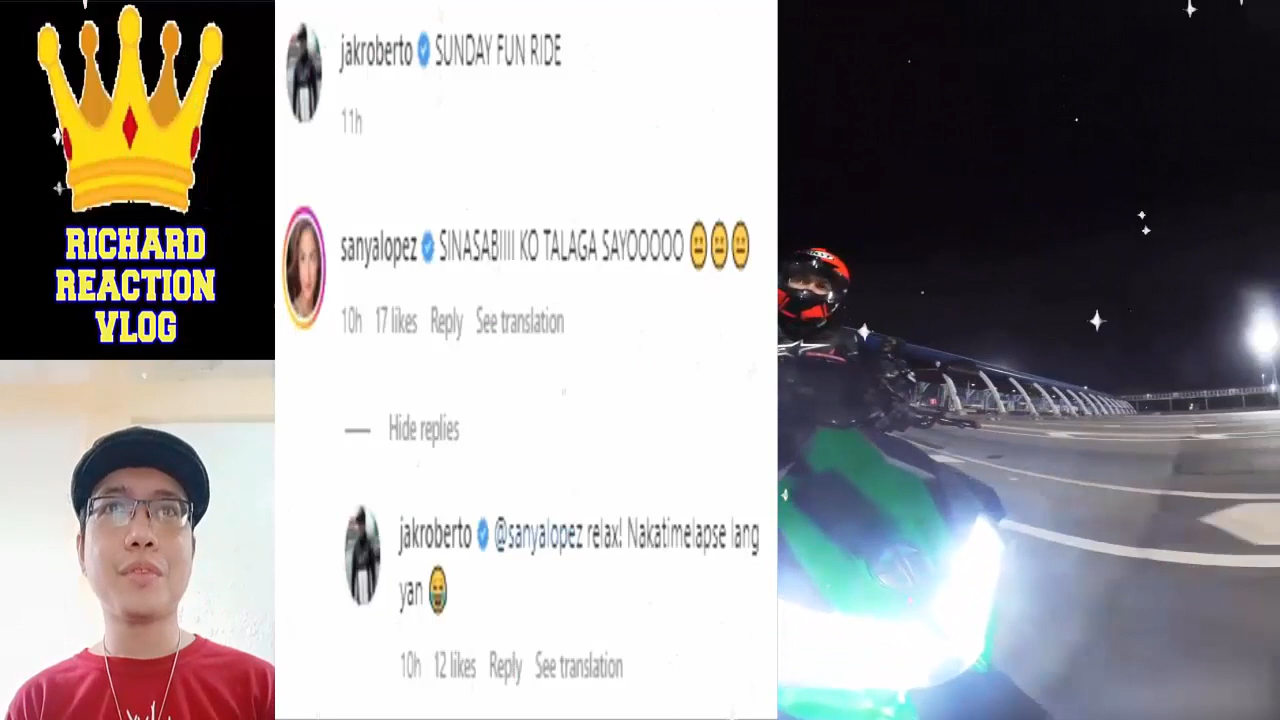 RICHARD
REACTION
VLOG
jakroberto SUNDAY FUN RIDE
11h
sanyalopez SINASABIIII KO TALAGA SAYOOOOO 😐😐😐
10h 17 likes Reply See translation
Hide replies
jakroberto @sanyalopez relax! Nakatimelapse lang
yan 😄
10h 12 likes Reply See translation